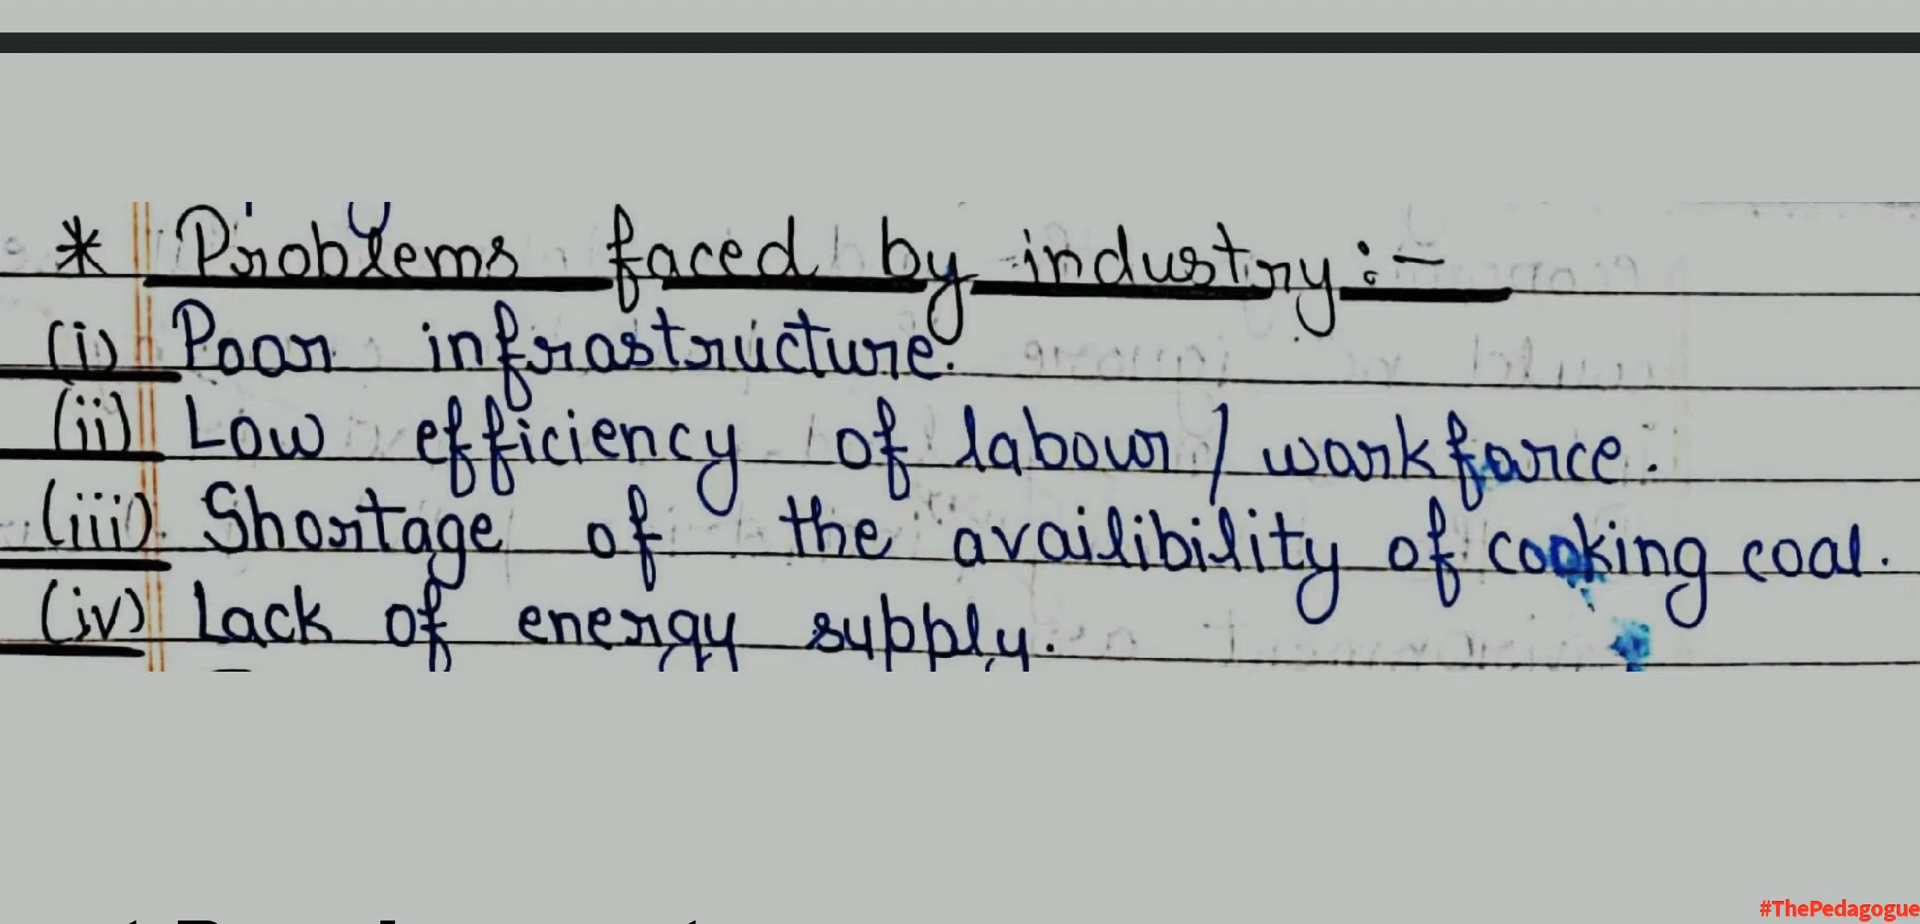 * Problems faced by industry :-
(i) Poor infrastructure.
(ii) Low efficiency of labour / workforce.
(iii) Shortage of the availibility of cooking coal.
(iv) Lack of energy supply.
#ThePedagogue